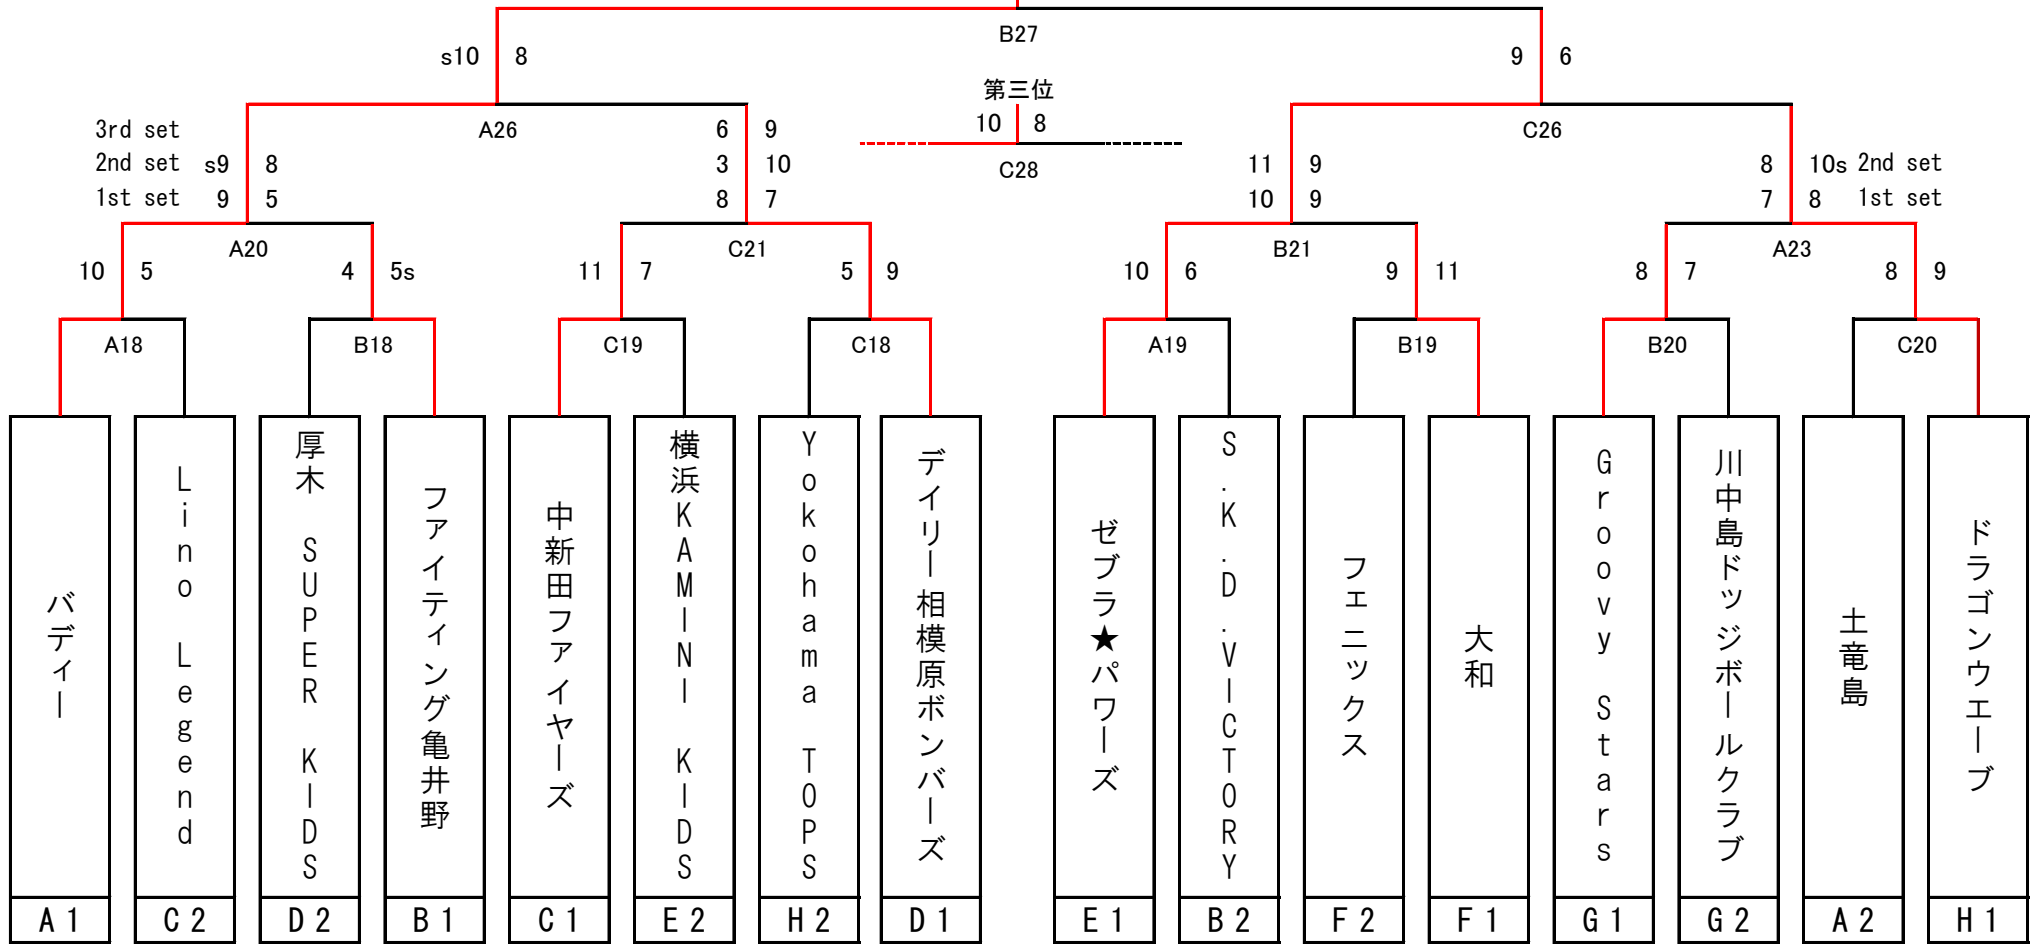 B27
s10 8
9 6
第三位
10 8
C28
A26
C26
3rd set 6 9
2nd set s9 8 3 10
1st set 9 5 8 7
11 9 8 10s 2nd set
10 9 7 8 1st set
A20
C21
B21
A23
10 5
4 5s
11 7
5 9
10 6
9 11
8 7
8 9
A18
B18
C19
C18
A19
B19
B20
C20
バディー
Lino Legend
厚木 SUPER KIDS
ファイティング亀井野
中新田ファイヤーズ
横浜KAMINI KIDS
Yokohama TOPS
デイリー相模原ボンバーズ
ゼブラ★パワーズ
S.K.D.VICTORY
フェニックス
大和
Groovy Stars
川中島ドッジボールクラブ
土竜島
ドラゴンウエーブ
A1
C2
D2
B1
C1
E2
H2
D1
E1
B2
F2
F1
G1
G2
A2
H1